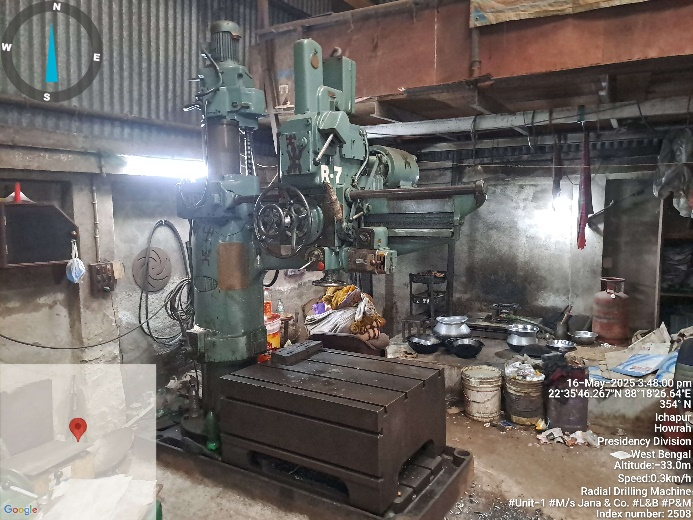 N
W
E
S
R-7
16-May-2025 3:48:00 pm
22°35'46.267"N 88°18'26.64"E
354° N
Ichapur
Howrah
Presidency Division
West Bengal
Altitude:-33.0m
Speed:0.3km/h
Radial Drilling Machine
#Unit-1 #M/s Jana & Co. #L&B #P&M
Index number: 2503
Google